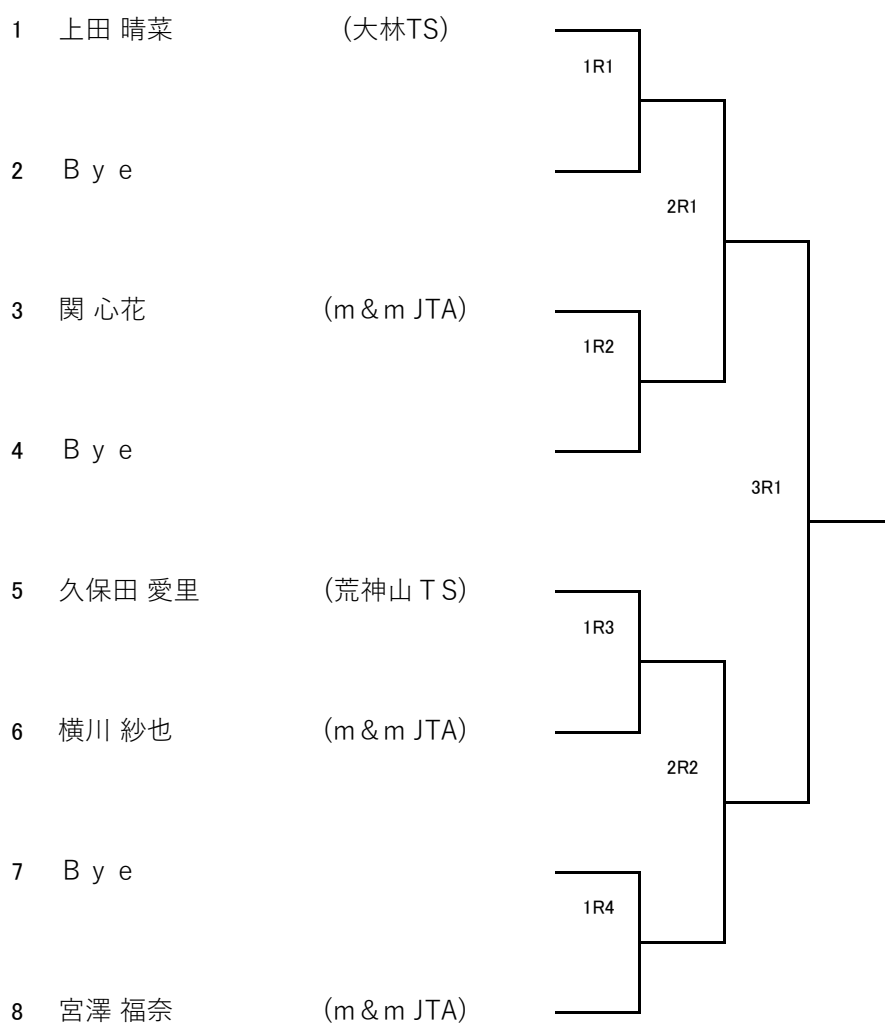 1 上田 晴菜 (大林TS)
1R1
2 Ｂｙｅ
2R1
3 関 心花 (ｍ＆ｍ JTA)
1R2
4 Ｂｙｅ
3R1
5 久保田 愛里 (荒神山ＴＳ)
1R3
6 横川 紗也 (ｍ＆ｍ JTA)
2R2
7 Ｂｙｅ
1R4
8 宮澤 福奈 (ｍ＆ｍ JTA)